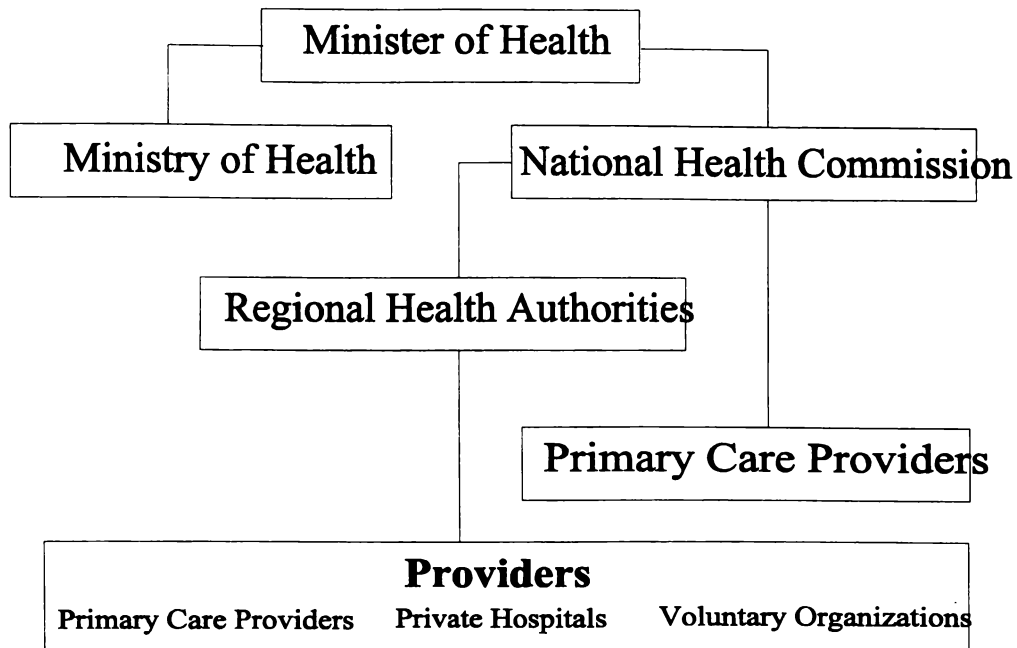 Minister of Health
Ministry of Health
National Health Commission
Regional Health Authorities
Primary Care Providers
Providers
Primary Care Providers Private Hospitals Voluntary Organizations